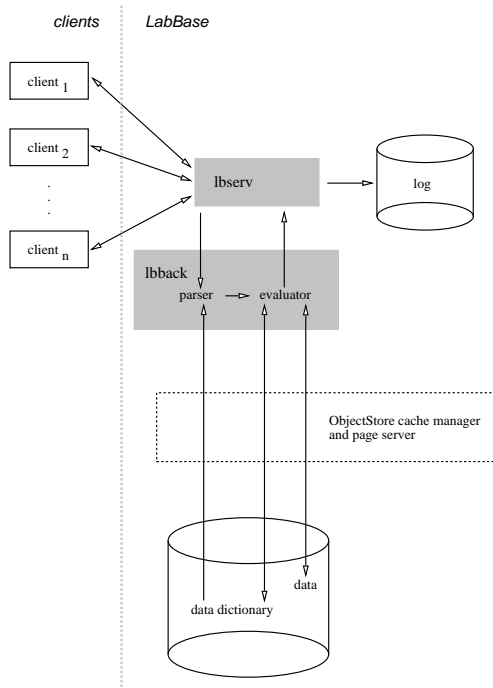 clients
LabBase
client 1
client 2
.
.
.
client n
lbserv
log
lbback
parser
evaluator
ObjectStore cache manager
and page server
data
data dictionary